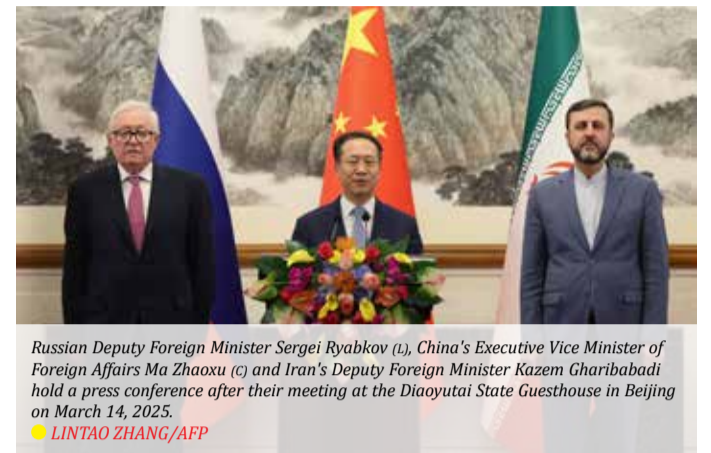 Russian Deputy Foreign Minister Sergei Ryabkov (L), China's Executive Vice Minister of
Foreign Affairs Ma Zhaoxu (C) and Iran's Deputy Foreign Minister Kazem Gharibabadi
hold a press conference after their meeting at the Diaoyutai State Guesthouse in Beijing
on March 14, 2025.
LINTAO ZHANG/AFP